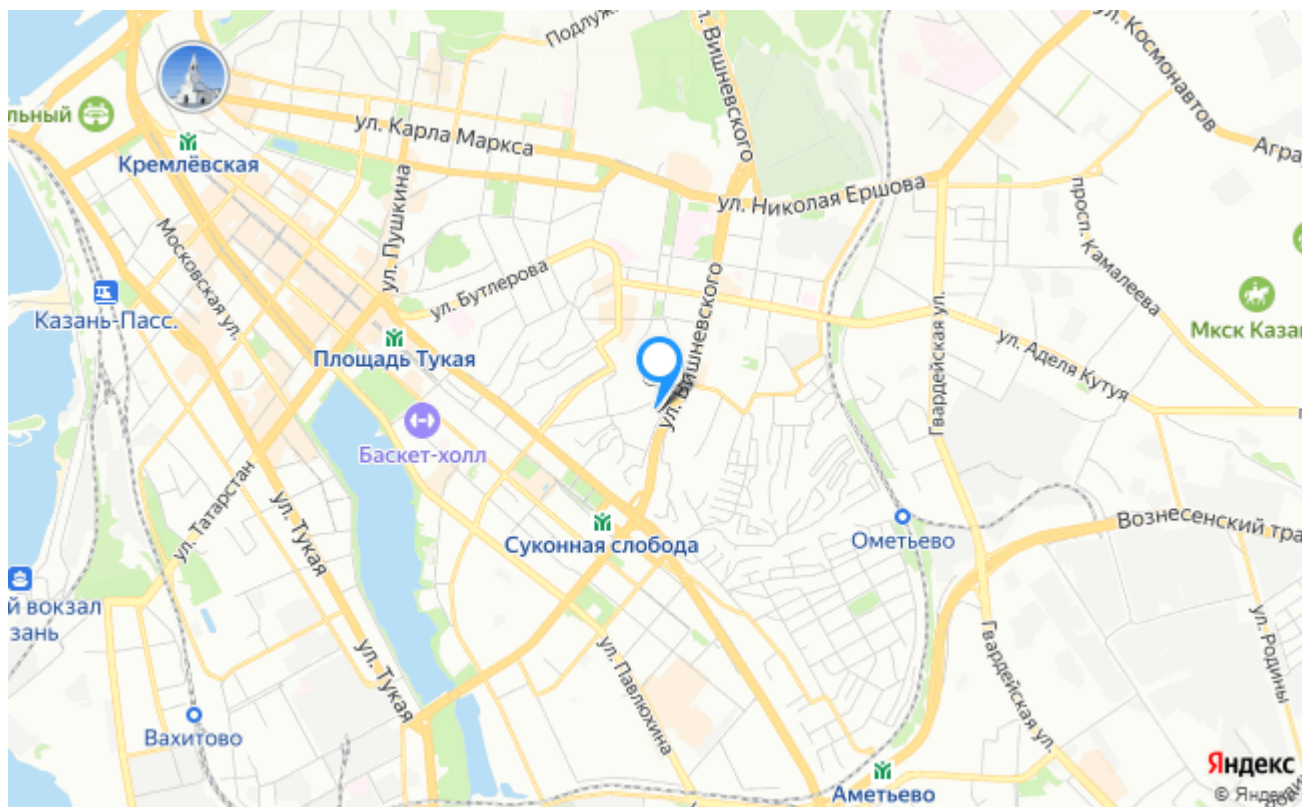 Подлуж
ул. Вишневского
ул. Космонавтов
льный
ул. Карла Маркса
Кремлёвская
Агра
ул. Николая Ершова
ул. Пушкина
просп. Камалеева
Московская ул.
ул. Бутлерова
ул. Вишневского
Казань-Пасс.
Гвардейская ул.
Мкск Казан
Площадь Тукая
ул. Аделя Кутуя
Баскет-холл
ул. Татарстан
ул. Тукая
Суконная слобода
Ометьево
Вознесенский тра
й вокзал
зань
ул. Тукая
ул. Павлюхина
Гвардейская ул.
ул. Родины
Вахитово
Яндекс
Аметьево
© Яндекс